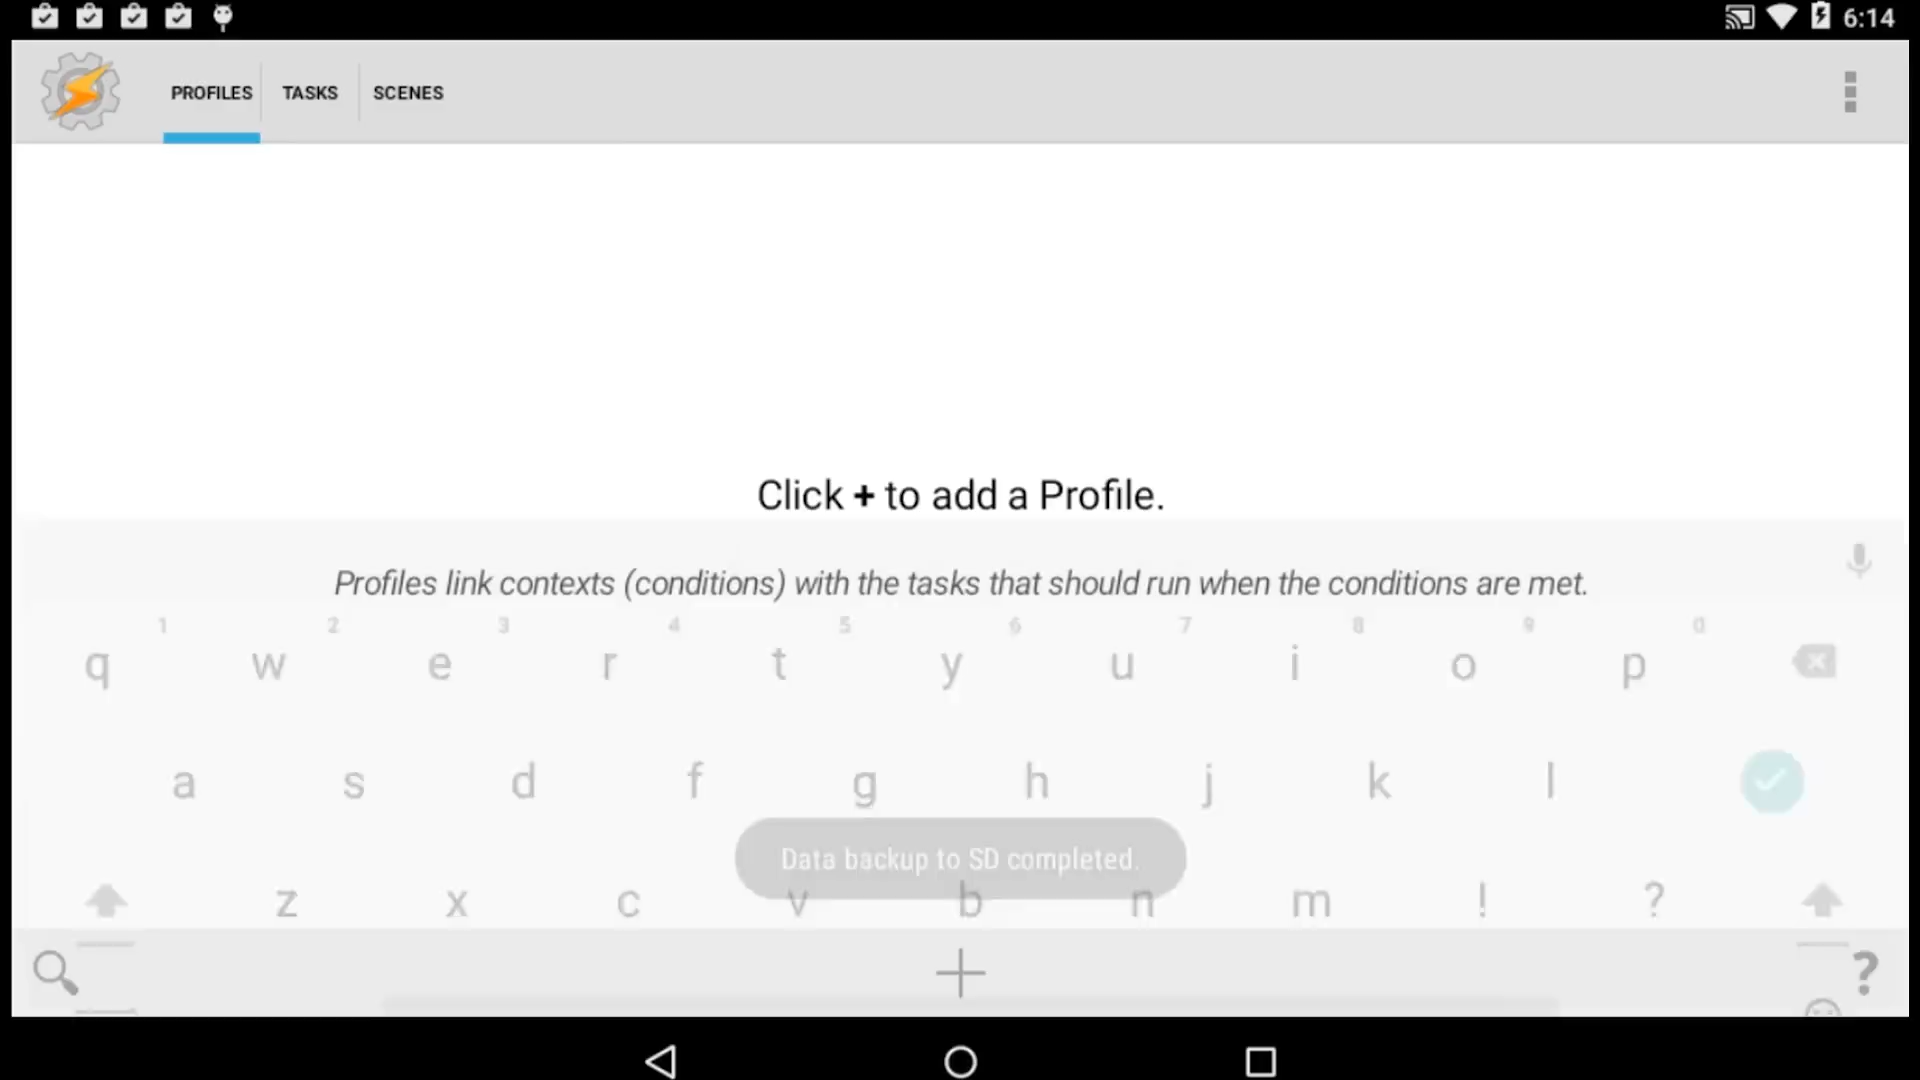 6:14
PROFILES TASKS SCENES
Click + to add a Profile.
Profiles link contexts (conditions) with the tasks that should run when the conditions are met.
1 2 3 4 5 6 7 8 9 0
q w e r t y u i o p
a s d f g h j k l
Data backup to SD completed.
z x c v b n m ! ?
?